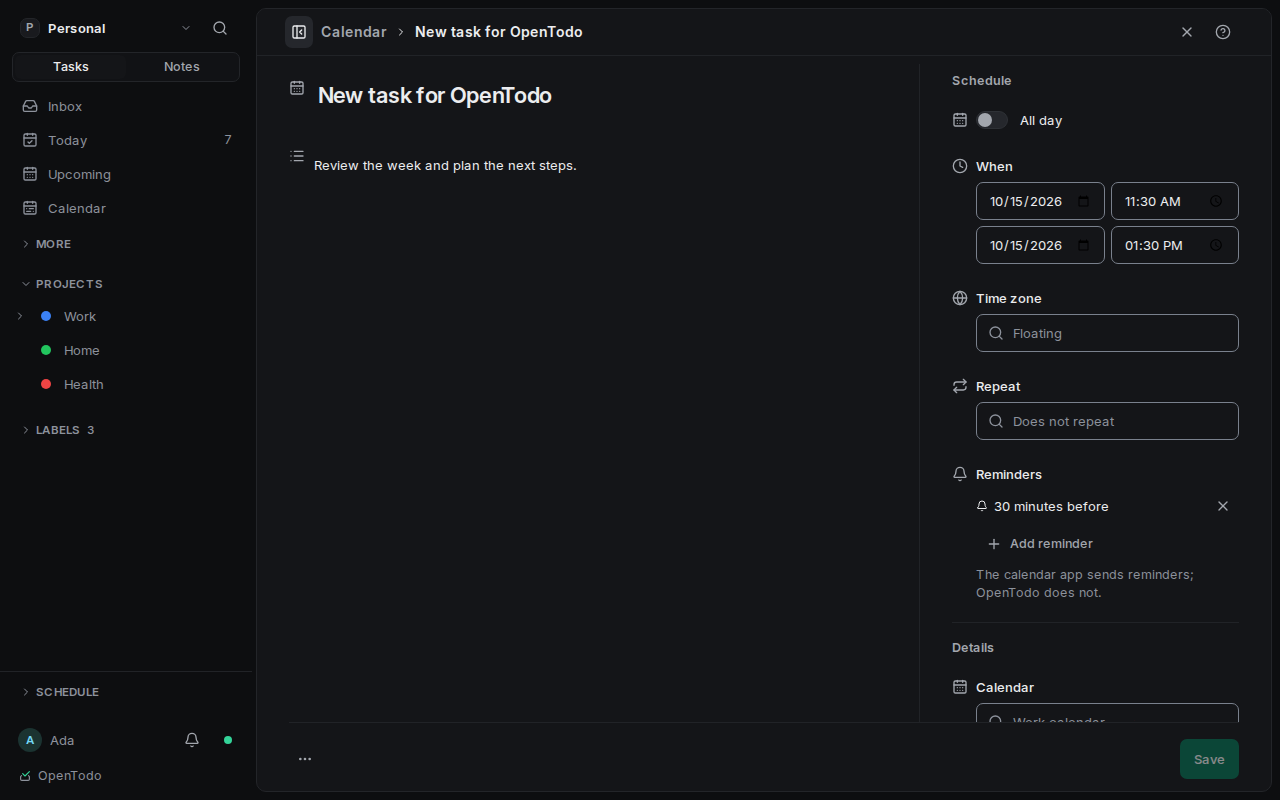 P Personal
Tasks Notes
Inbox
Today 7
Upcoming
Calendar
MORE
PROJECTS
Work
Home
Health
LABELS 3
SCHEDULE
A Ada
OpenTodo
Calendar > New task for OpenTodo
New task for OpenTodo
Review the week and plan the next steps.
Schedule
All day
When
10/15/2026 11:30 AM
10/15/2026 01:30 PM
Time zone
Floating
Repeat
Does not repeat
Reminders
30 minutes before
Add reminder
The calendar app sends reminders;
OpenTodo does not.
Details
Calendar
Work calendar
Save